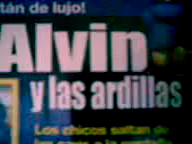 tán de lujo!
Alvin
y las ardillas
Los chicos saltan de